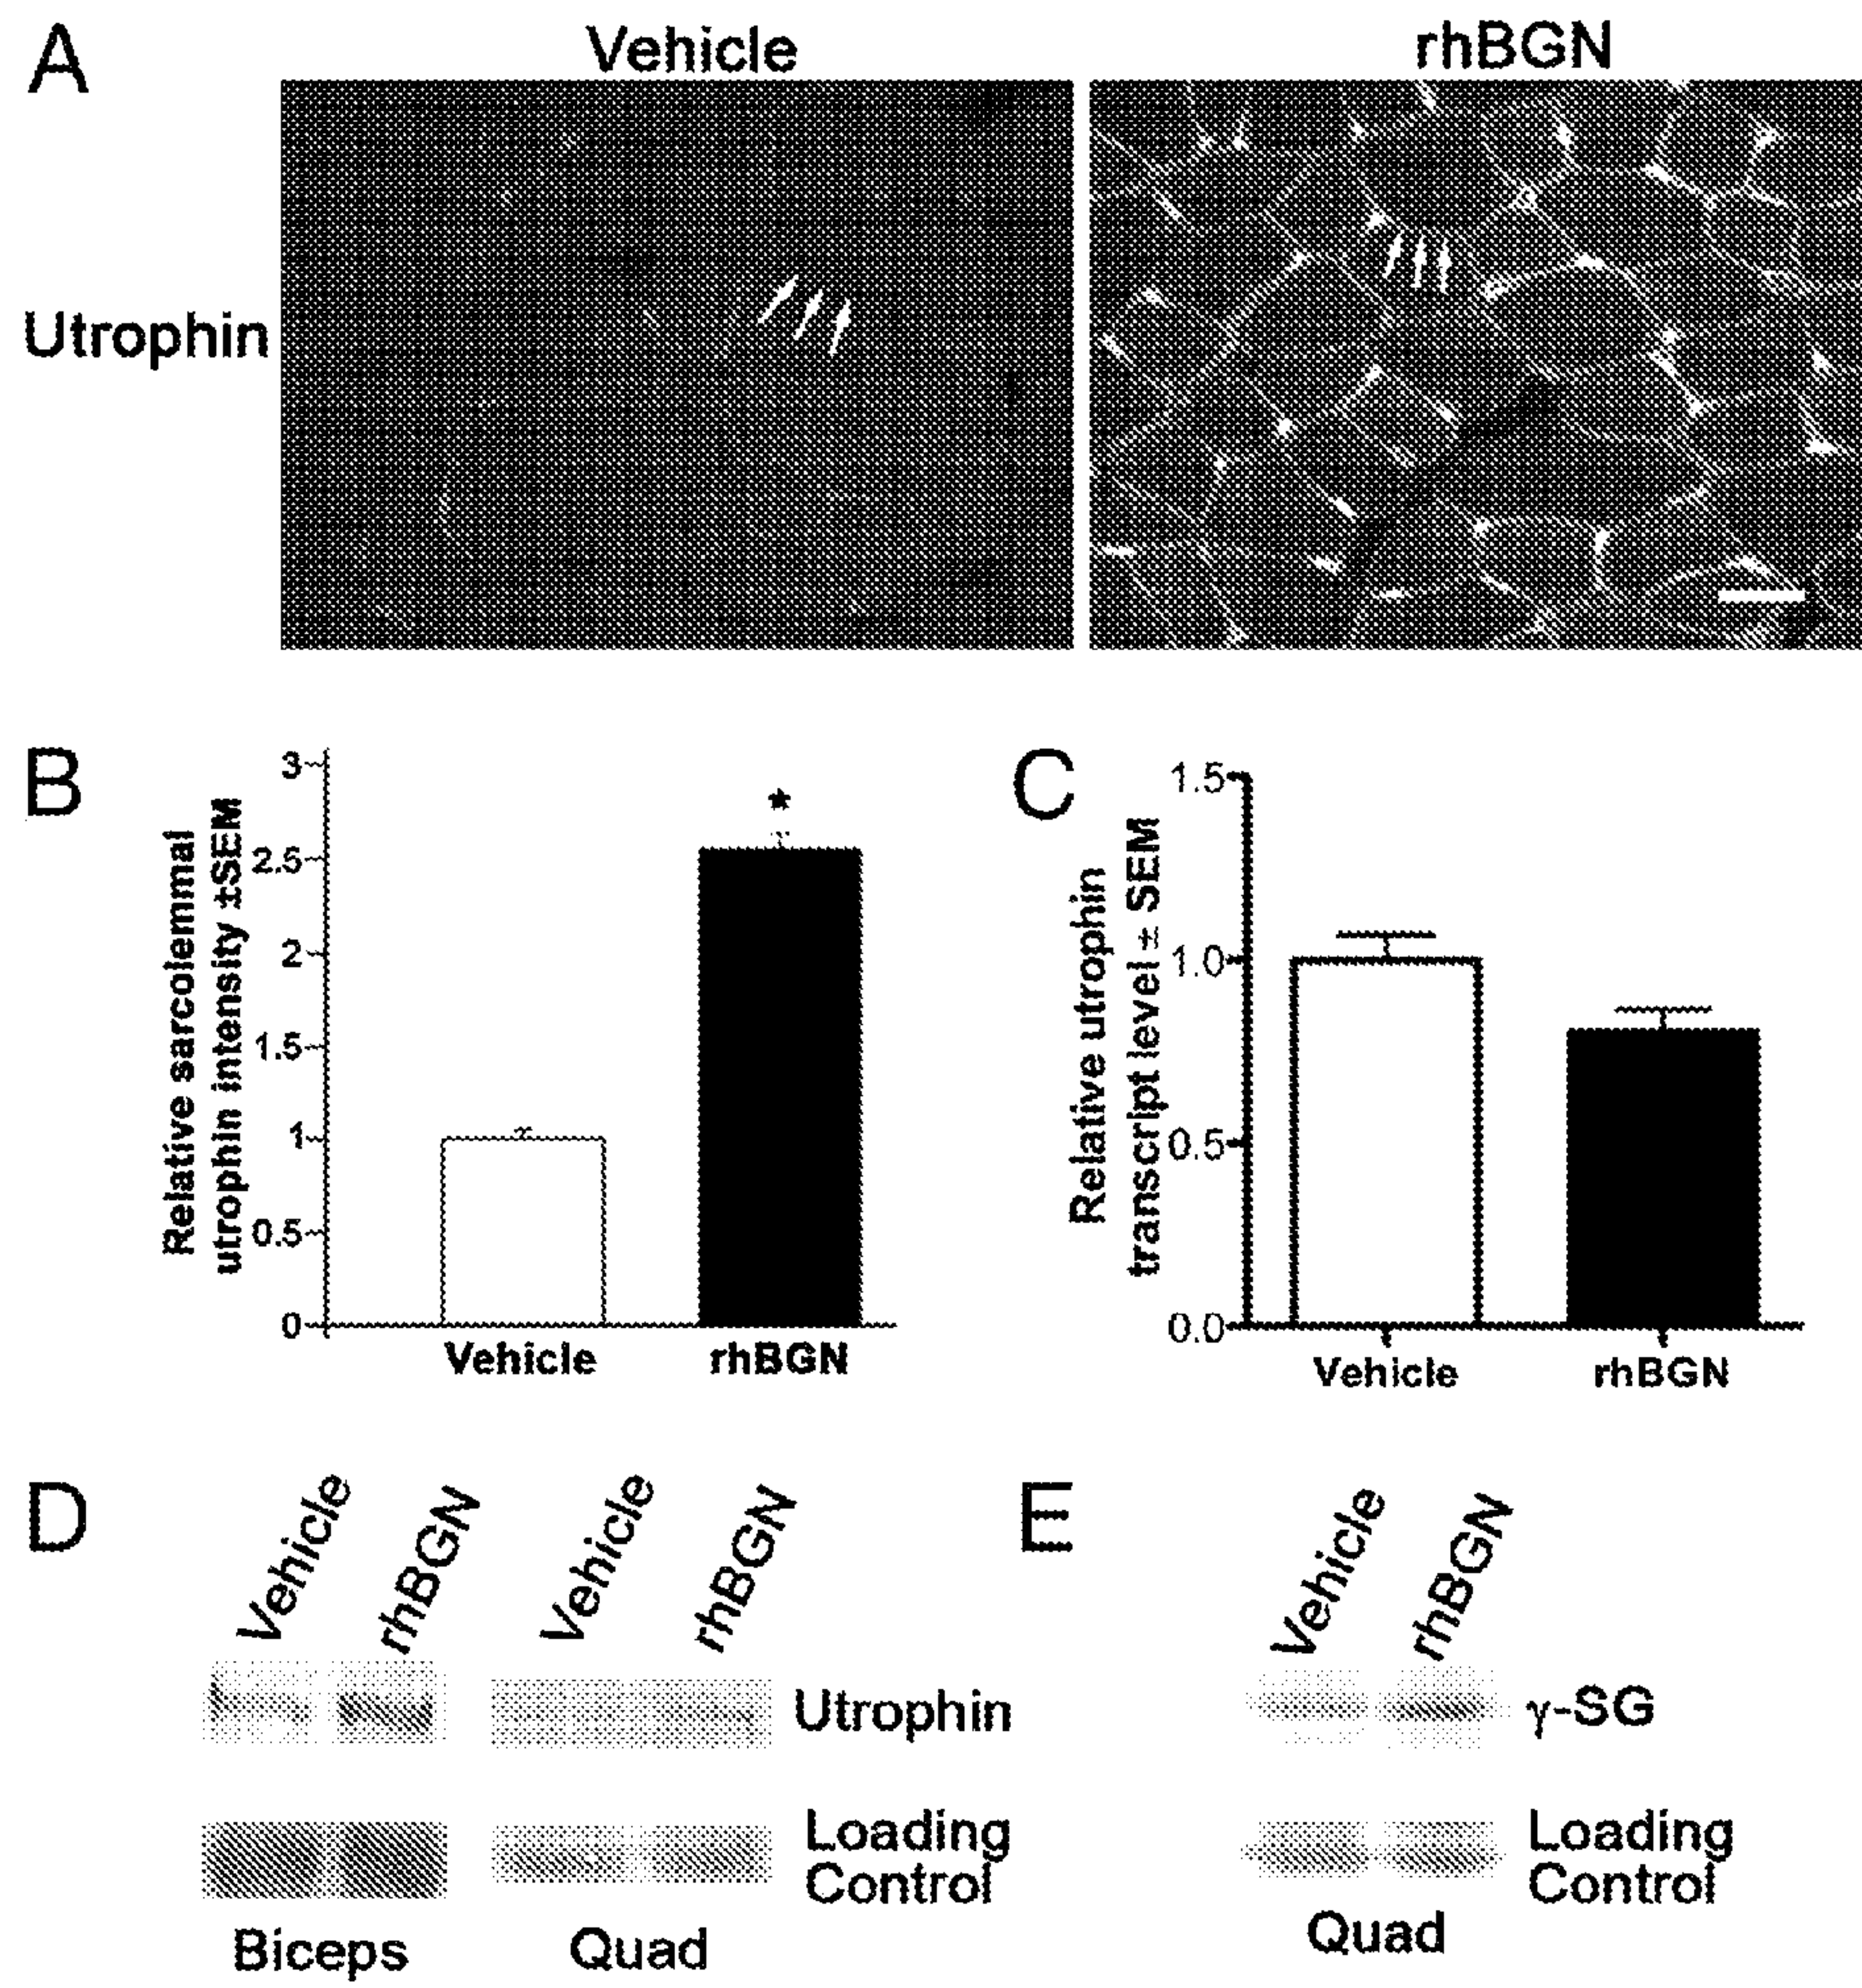 A
Vehicle
rhBGN
Utrophin
B
Relative sarcolemmal
utrophin intensity ±SEM
3
2.5
2
1.5
1
0.5
0
*
Vehicle
rhBGN
C
Relative utrophin
transcript level ± SEM
1.5
1.0
0.5
0.0
Vehicle
rhBGN
D
Vehicle
rhBGN
Vehicle
rhBGN
Utrophin
Loading
Control
Biceps
Quad
E
Vehicle
rhBGN
γ-SG
Loading
Control
Quad